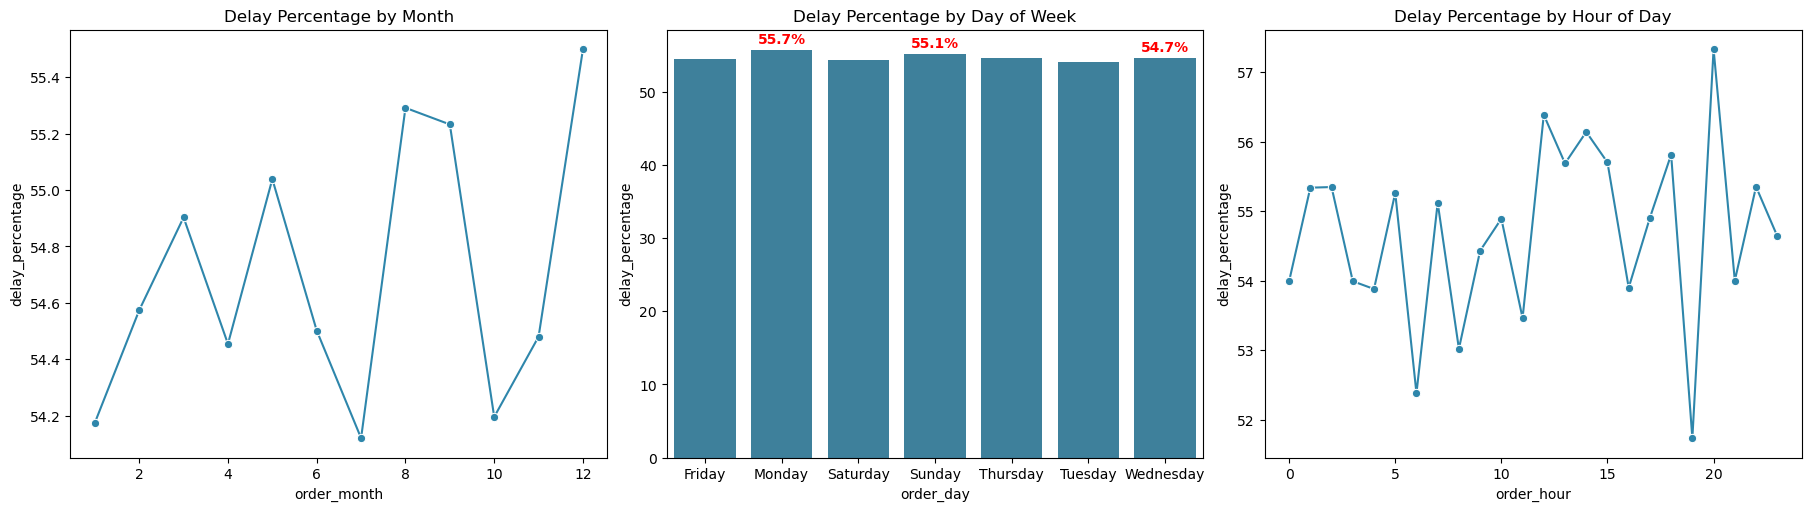 Delay Percentage by Month
delay_percentage
55.4
55.2
55.0
54.8
54.6
54.4
54.2
2 4 6 8 10 12
order_month
Delay Percentage by Day of Week
delay_percentage
55.7% 55.1% 54.7%
50
40
30
20
10
0
Friday Monday Saturday Sunday Thursday Tuesday Wednesday
order_day
Delay Percentage by Hour of Day
delay_percentage
57
56
55
54
53
52
0 5 10 15 20
order_hour